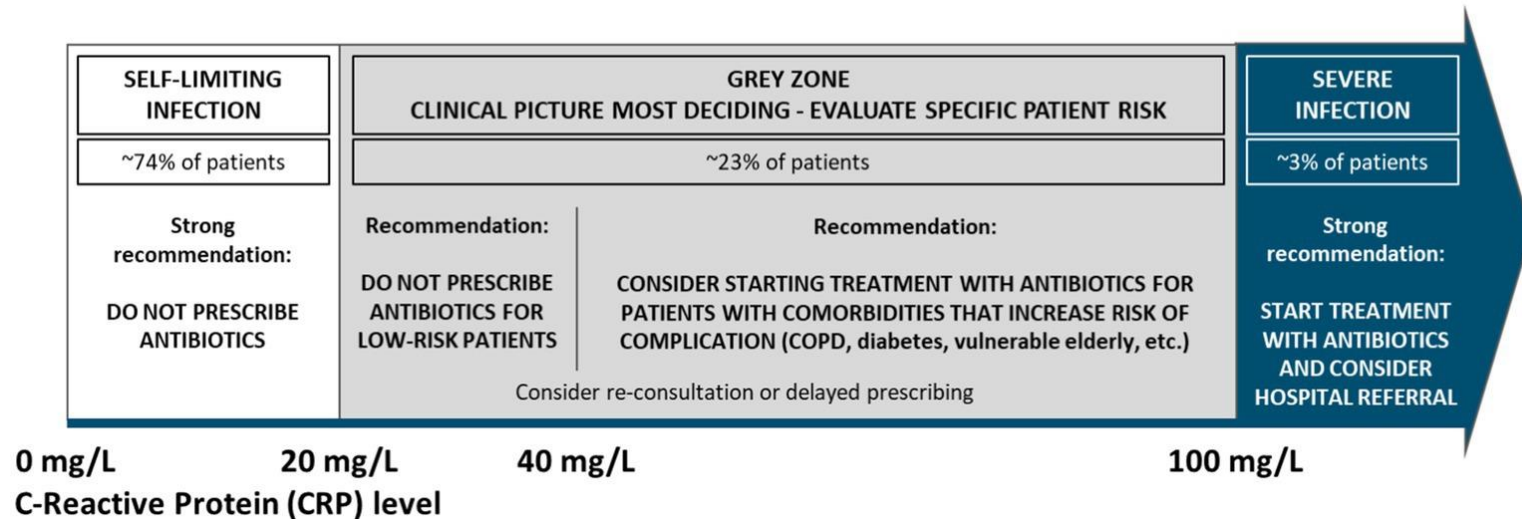 SELF-LIMITING
INFECTION
~74% of patients
Strong
recommendation:
DO NOT PRESCRIBE
ANTIBIOTICS
GREY ZONE
CLINICAL PICTURE MOST DECIDING - EVALUATE SPECIFIC PATIENT RISK
~23% of patients
Recommendation:
DO NOT PRESCRIBE
ANTIBIOTICS FOR
LOW-RISK PATIENTS
Recommendation:
CONSIDER STARTING TREATMENT WITH ANTIBIOTICS FOR
PATIENTS WITH COMORBIDITIES THAT INCREASE RISK OF
COMPLICATION (COPD, diabetes, vulnerable elderly, etc.)
Consider re-consultation or delayed prescribing
SEVERE
INFECTION
~3% of patients
Strong
recommendation:
START TREATMENT
WITH ANTIBIOTICS
AND CONSIDER
HOSPITAL REFERRAL
0 mg/L
20 mg/L
40 mg/L
100 mg/L
C-Reactive Protein (CRP) level